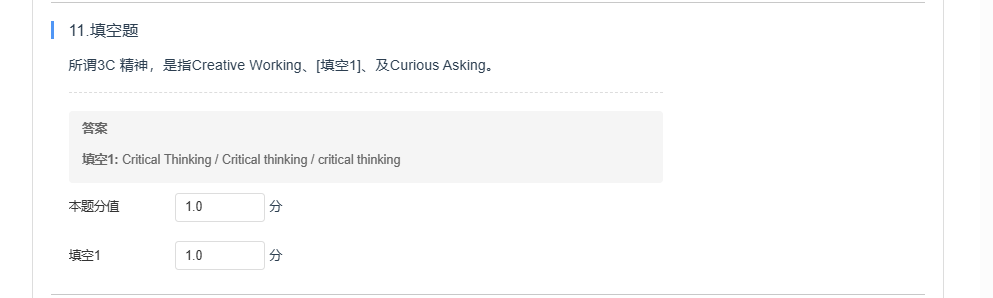 11.填空题
所谓3C 精神，是指Creative Working、[填空1]、及Curious Asking。
答案
填空1: Critical Thinking / Critical thinking / critical thinking
本题分值 1.0 分
填空1 1.0 分